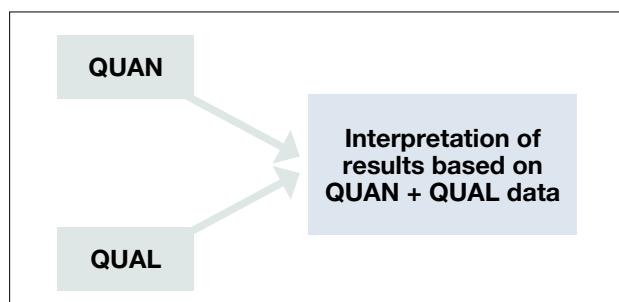 QUAN
Interpretation of
results based on
QUAN + QUAL data
QUAL